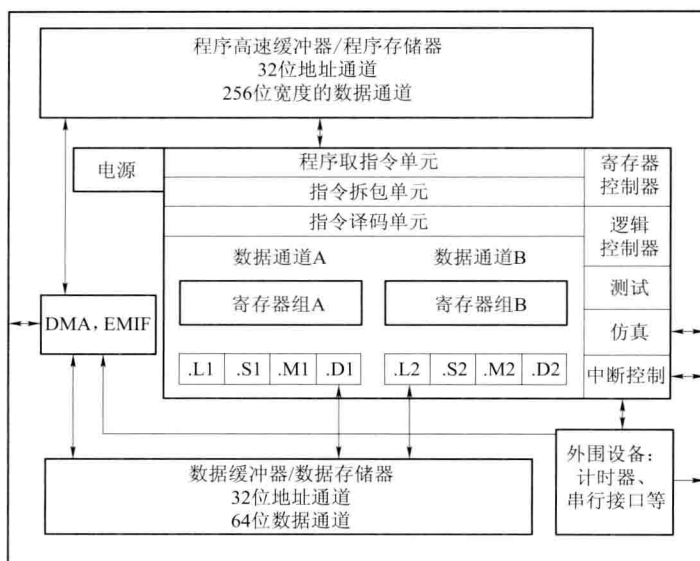 程序高速缓冲器/程序存储器
32位地址通道
256位宽度的数据通道
电源
程序取指令单元
指令拆包单元
指令译码单元
寄存器
控制器
逻辑
控制器
测试
仿真
中断控制
数据通道A
数据通道B
寄存器组A
寄存器组B
.L1 .S1 .M1 .D1
.L2 .S2 .M2 .D2
DMA，EMIF
数据缓冲器/数据存储器
32位地址通道
64位数据通道
外围设备：
计时器、
串行接口等